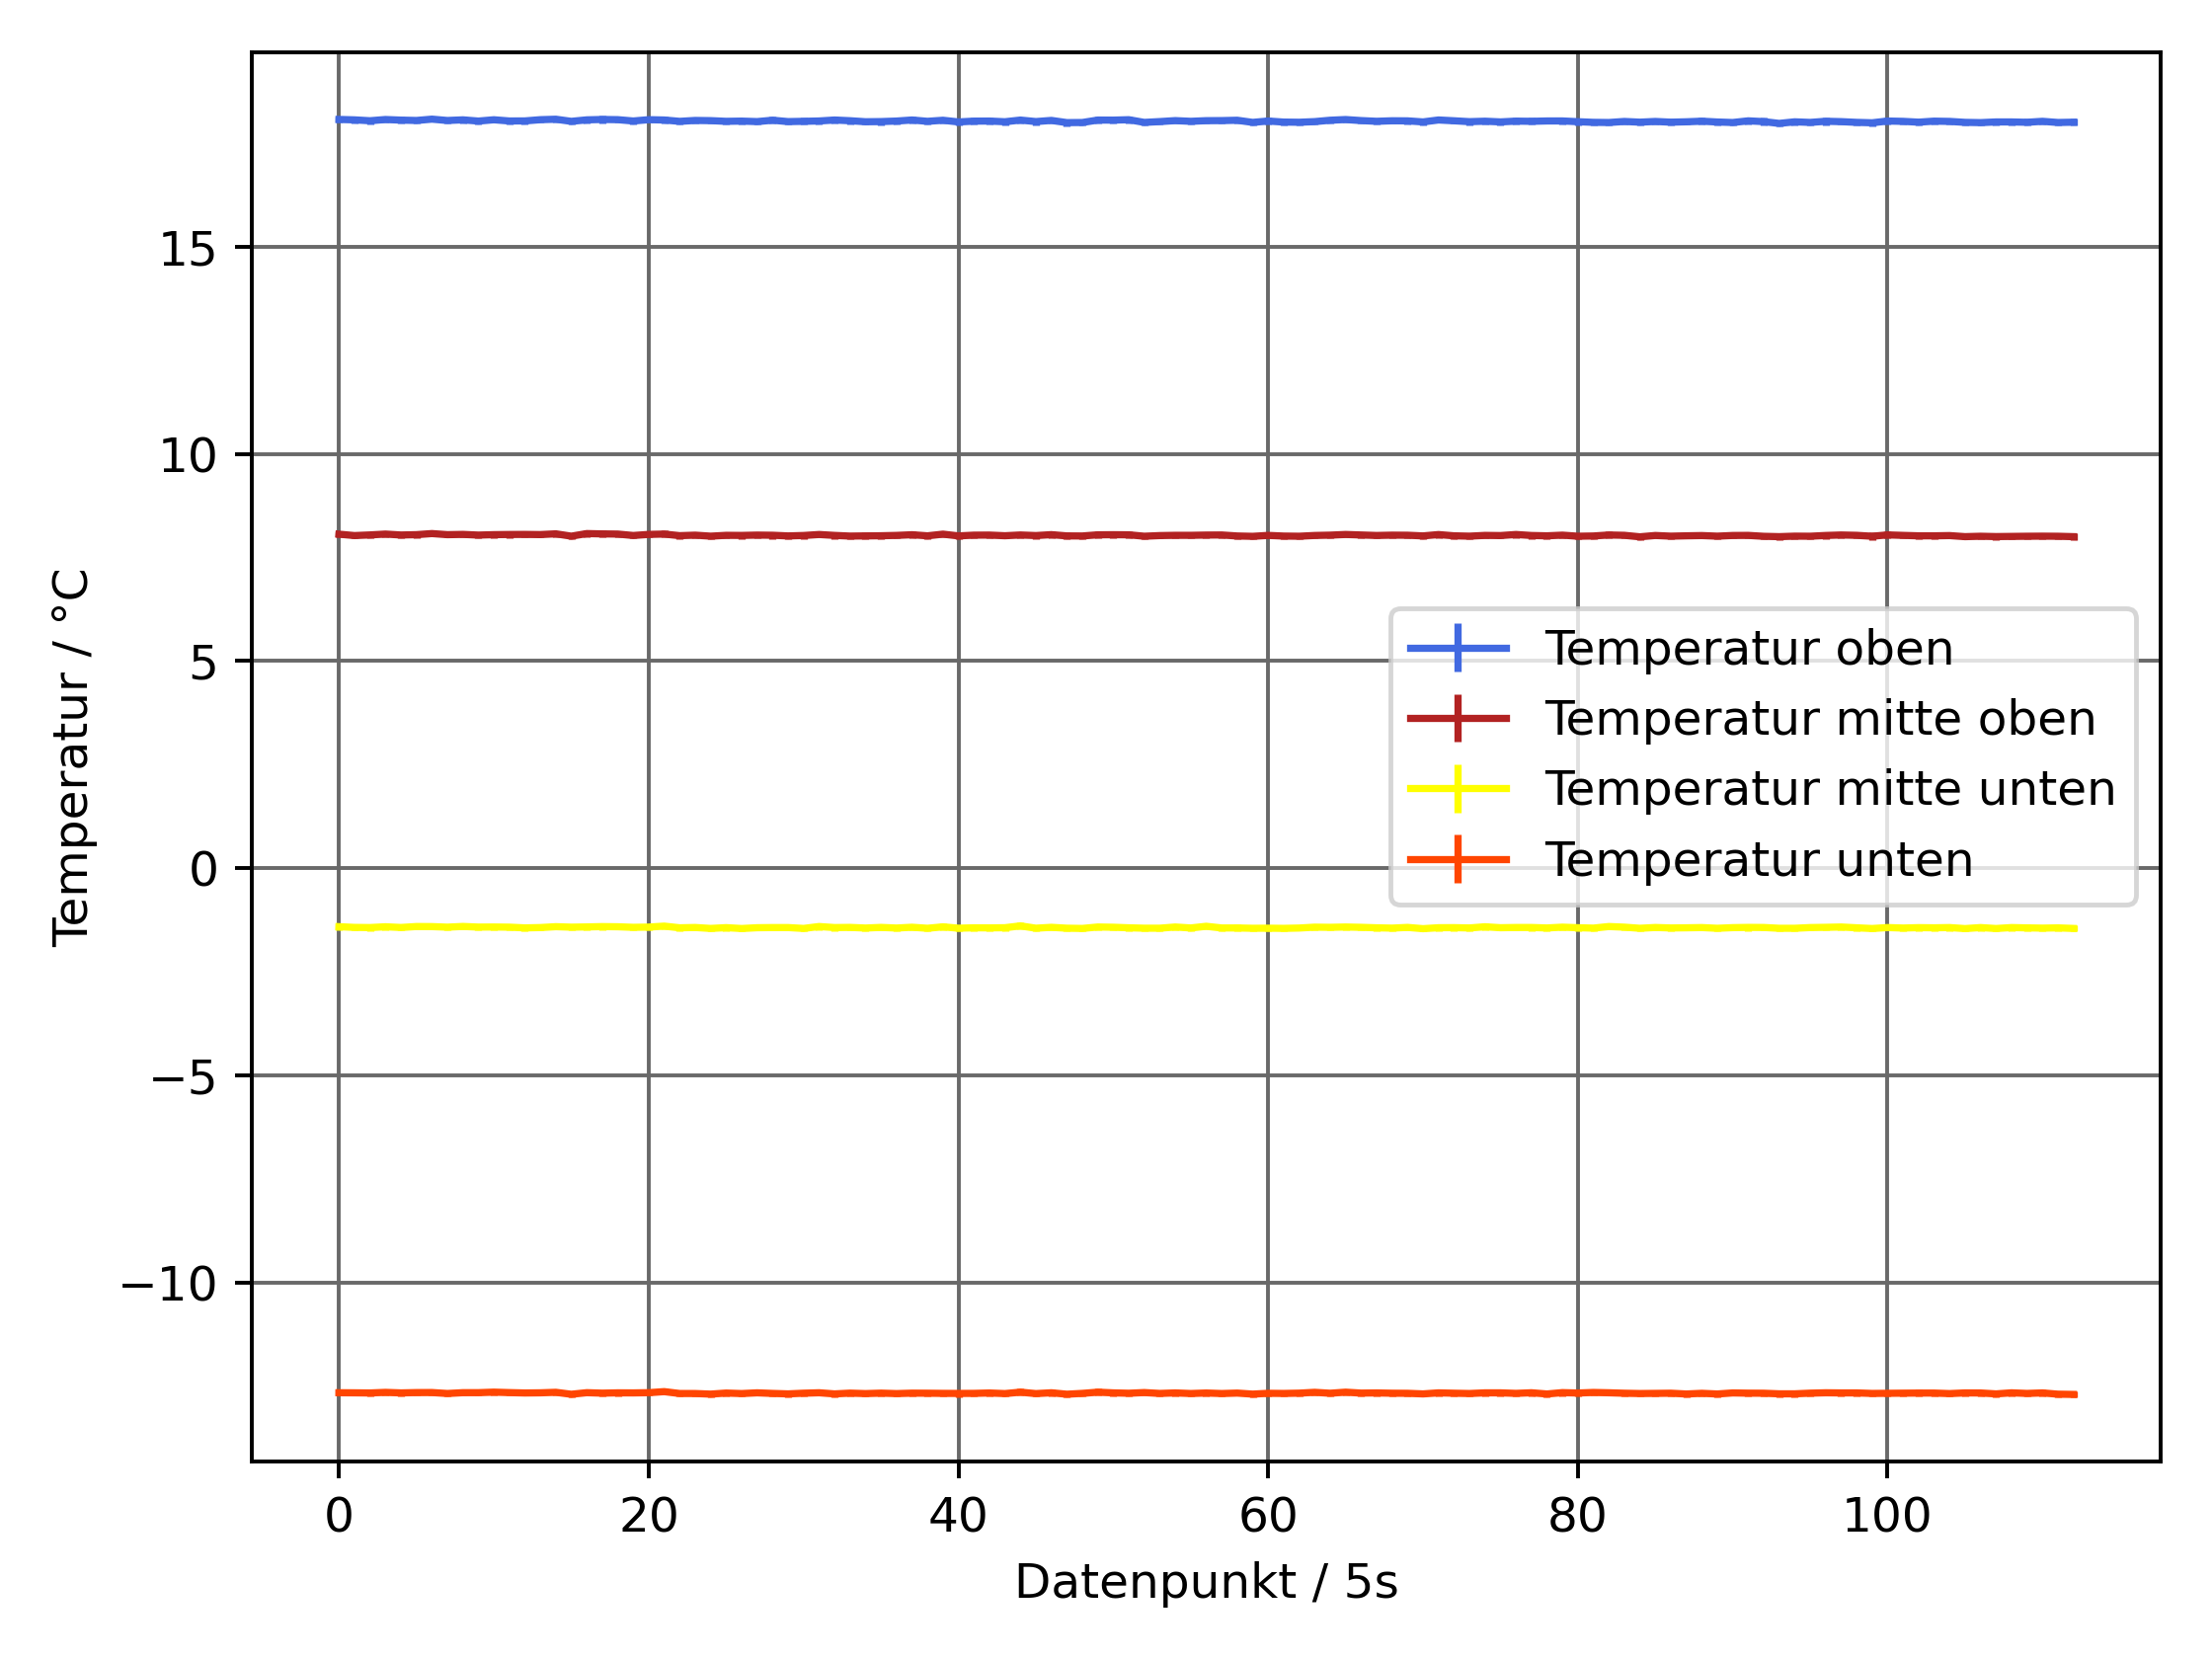 15
10
5
0
−5
−10
Temperatur / °C
Temperatur oben
Temperatur mitte oben
Temperatur mitte unten
Temperatur unten
0 20 40 60 80 100
Datenpunkt / 5s